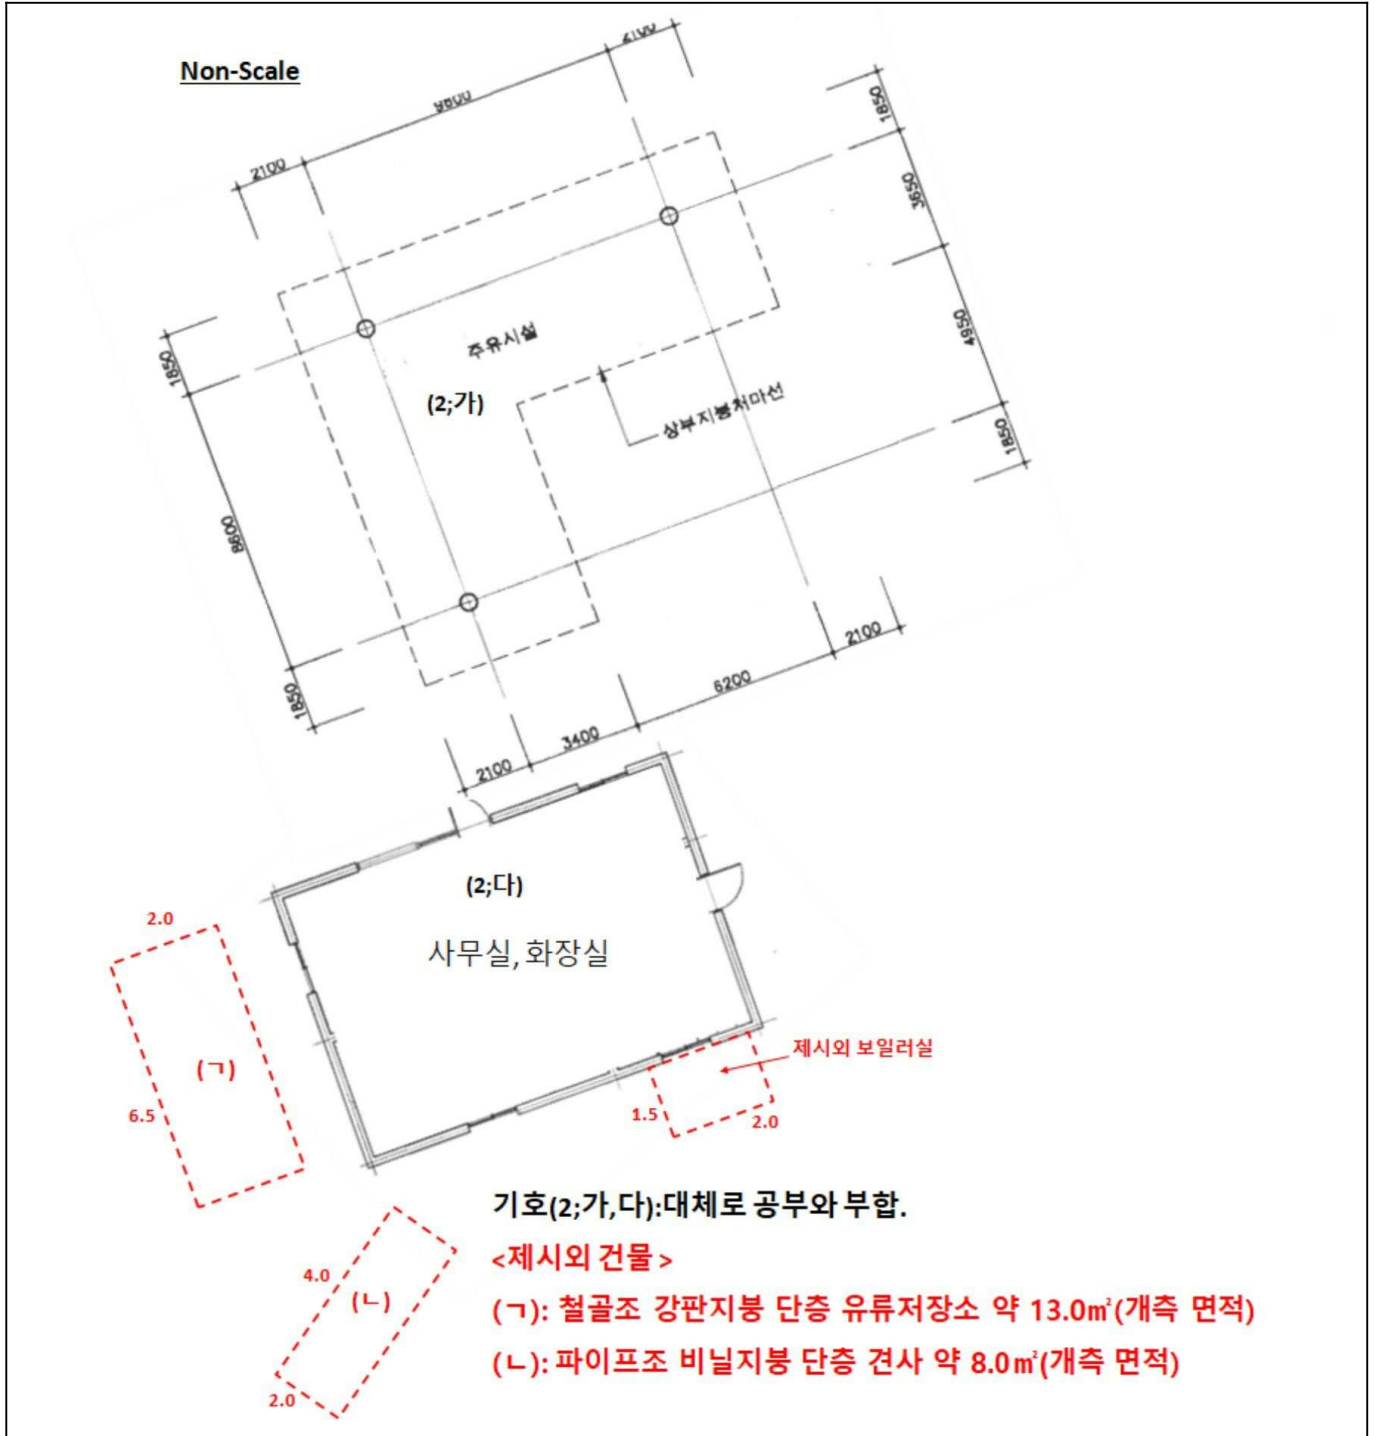 Non-Scale
2100
9600
2100
1850
3650
4950
1850
1850
8600
1850
주유시설
(2;가)
상부지붕처마선
2100
6200
3400
2100
(2;다)
사무실, 화장실
2.0
(ㄱ)
6.5
제시외 보일러실
1.5
2.0
기호(2;가,다):대체로 공부와 부합.
<제시외 건물>
(ㄱ): 철골조 강판지붕 단층 유류저장소 약 13.0㎡(개측 면적)
(ㄴ): 파이프조 비닐지붕 단층 견사 약 8.0㎡(개측 면적)
4.0
(ㄴ)
2.0